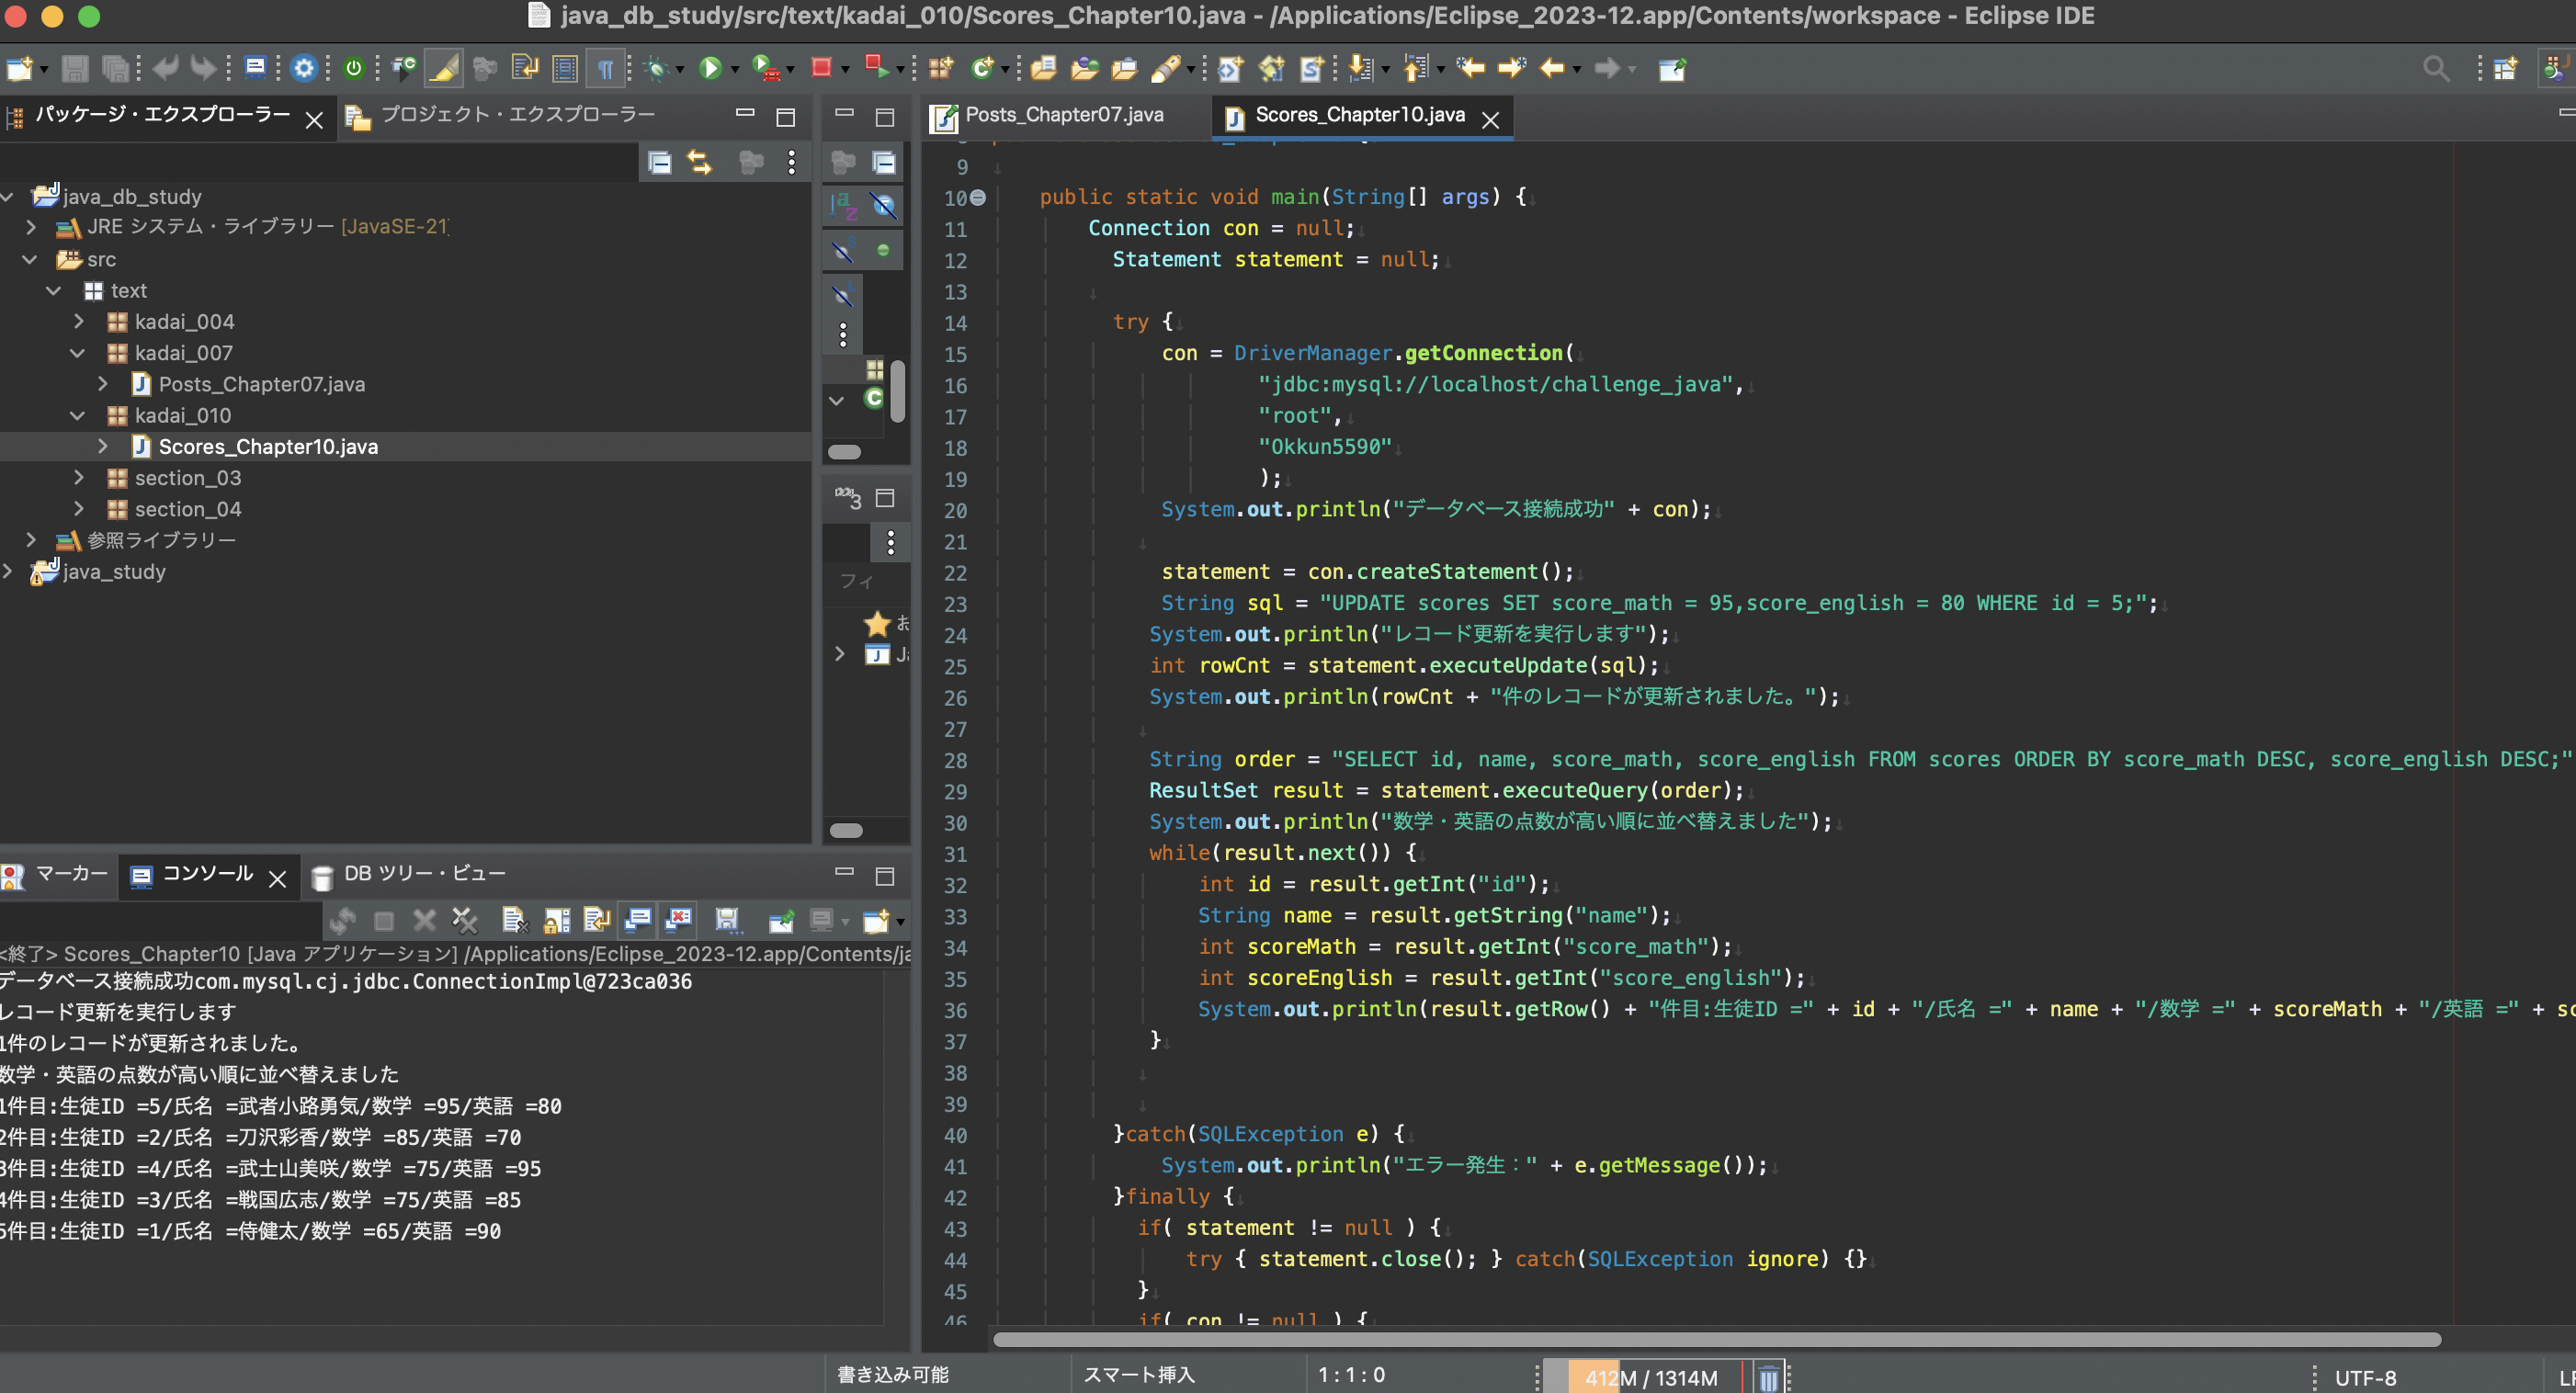 java_db_study/src/text/kadai_010/Scores_Chapter10.java - /Applications/Eclipse_2023-12.app/Contents/workspace - Eclipse IDE
パッケージ・エクスプローラー
プロジェクト・エクスプローラー
java_db_study
JRE システム・ライブラリー [JavaSE-21]
src
text
kadai_004
kadai_007
Posts_Chapter07.java
kadai_010
Scores_Chapter10.java
section_03
section_04
参照ライブラリー
java_study
フィ
お
Posts_Chapter07.java
Scores_Chapter10.java
9
10 public static void main(String[] args) {
11 Connection con = null;
12 Statement statement = null;
13
14 try {
15 con = DriverManager.getConnection(
16 "jdbc:mysql://localhost/challenge_java",
17 "root",
18 "Okkun5590"
19 );
20 System.out.println("データベース接続成功" + con);
21
22 statement = con.createStatement();
23 String sql = "UPDATE scores SET score_math = 95,score_english = 80 WHERE id = 5;";
24 System.out.println("レコード更新を実行します");
25 int rowCnt = statement.executeUpdate(sql);
26 System.out.println(rowCnt + "件のレコードが更新されました。");
27
28 String order = "SELECT id, name, score_math, score_english FROM scores ORDER BY score_math DESC, score_english DESC;"
29 ResultSet result = statement.executeQuery(order);
30 System.out.println("数学・英語の点数が高い順に並べ替えました");
31 while(result.next()) {
32 int id = result.getInt("id");
33 String name = result.getString("name");
34 int scoreMath = result.getInt("score_math");
35 int scoreEnglish = result.getInt("score_english");
36 System.out.println(result.getRow() + "件目:生徒ID =" + id + "/氏名 =" + name + "/数学 =" + scoreMath + "/英語 =" + sc
37 }
38
39
40 }catch(SQLException e) {
41 System.out.println("エラー発生：" + e.getMessage());
42 }finally {
43 if( statement != null ) {
44 try { statement.close(); } catch(SQLException ignore) {}
45 }
46 if( con != null ) {
マーカー
コンソール
DB ツリー・ビュー
<終了> Scores_Chapter10 [Java アプリケーション] /Applications/Eclipse_2023-12.app/Contents/ja
データベース接続成功com.mysql.cj.jdbc.ConnectionImpl@723ca036
レコード更新を実行します
1件のレコードが更新されました。
数学・英語の点数が高い順に並べ替えました
1件目:生徒ID =5/氏名 =武者小路勇気/数学 =95/英語 =80
2件目:生徒ID =2/氏名 =刀沢彩香/数学 =85/英語 =70
3件目:生徒ID =4/氏名 =武士山美咲/数学 =75/英語 =95
4件目:生徒ID =3/氏名 =戦国広志/数学 =75/英語 =85
5件目:生徒ID =1/氏名 =侍健太/数学 =65/英語 =90
書き込み可能
スマート挿入
1 : 1 : 0
412M / 1314M
UTF-8